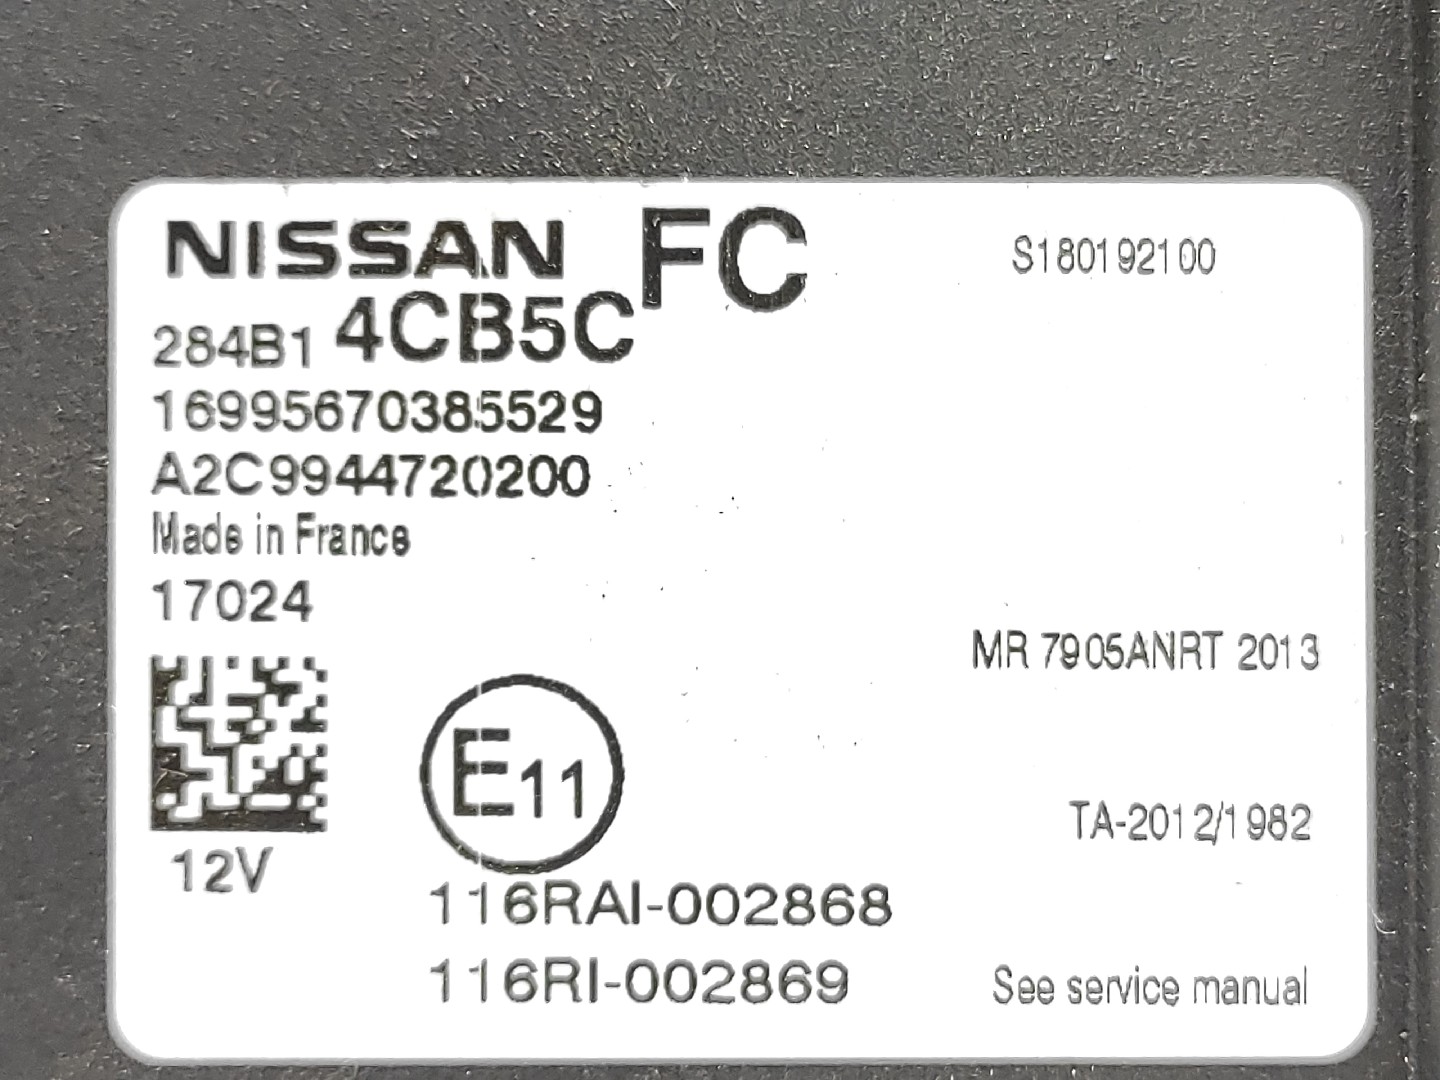 NISSAN FC
S180192100
284B1 4CB5C
16995670385529
A2C9944720200
Made in France
17024
MR 7905ANRT 2013
E11
TA-2012/1982
12V
116RAI-002868
116RI-002869
See service manual